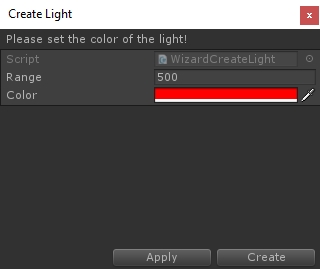 Create Light
Please set the color of the light!
Script WizardCreateLight
Range 500
Color
Apply Create